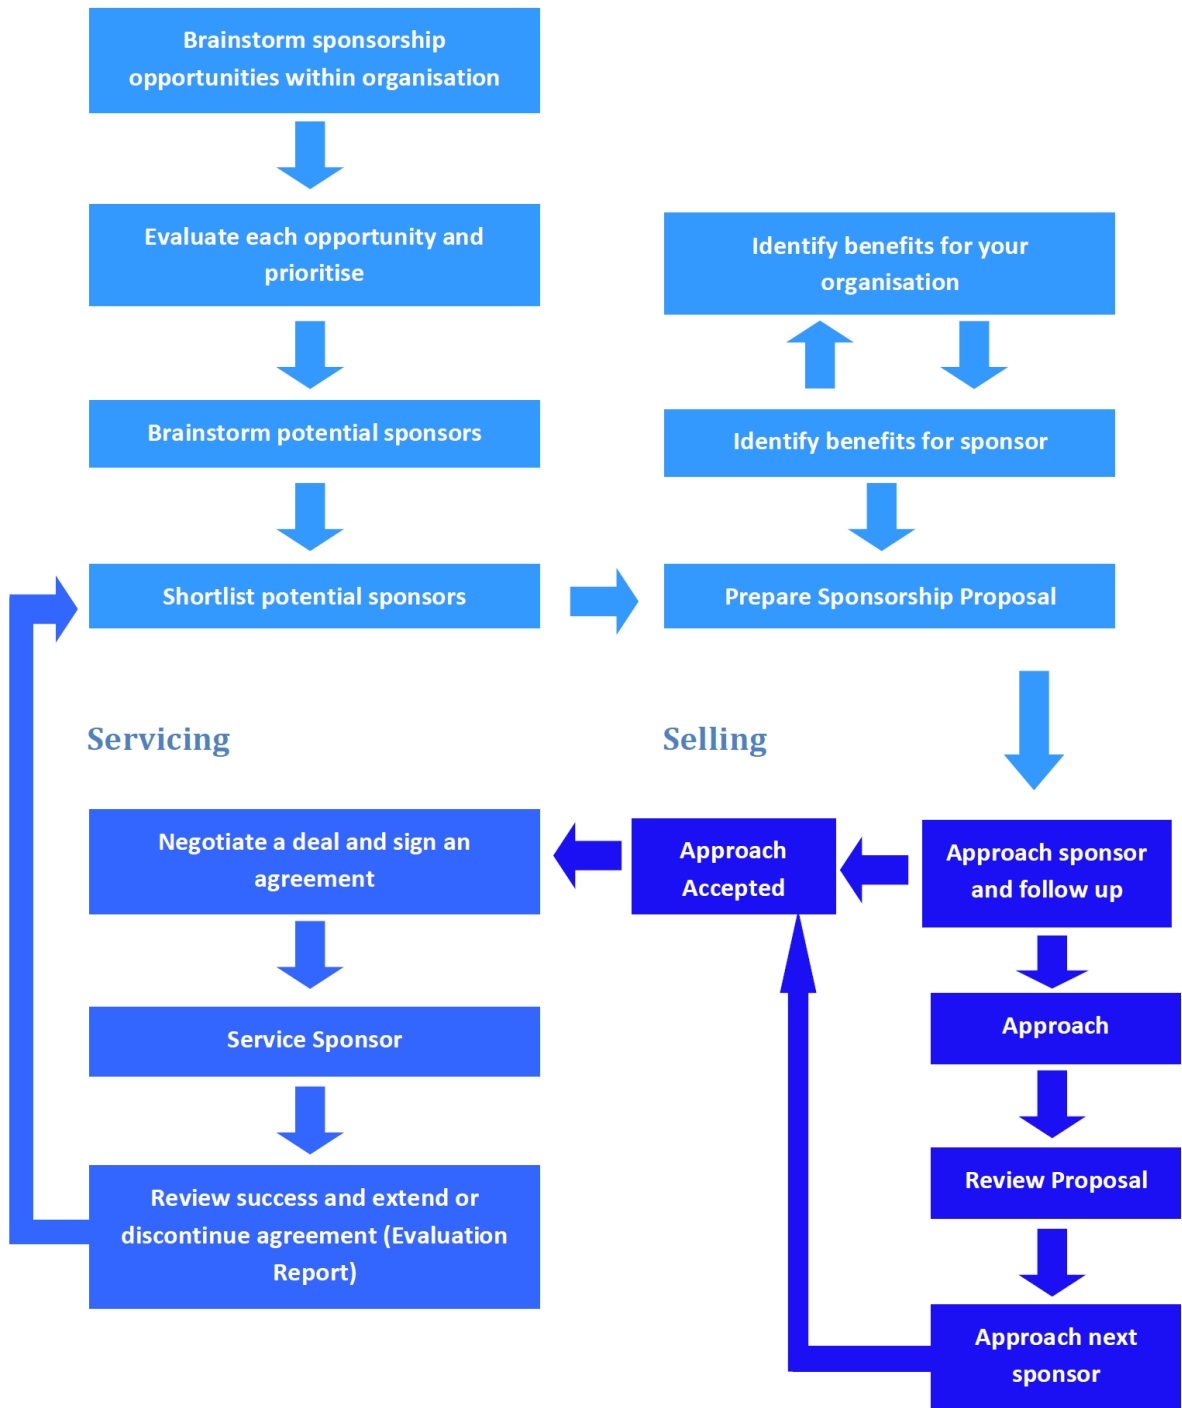 Brainstorm sponsorship
opportunities within organisation
Evaluate each opportunity and
prioritise
Brainstorm potential sponsors
Shortlist potential sponsors
Identify benefits for your
organisation
Identify benefits for sponsor
Prepare Sponsorship Proposal
Servicing
Selling
Negotiate a deal and sign an
agreement
Service Sponsor
Review success and extend or
discontinue agreement (Evaluation
Report)
Approach
Accepted
Approach sponsor
and follow up
Approach
Review Proposal
Approach next
sponsor